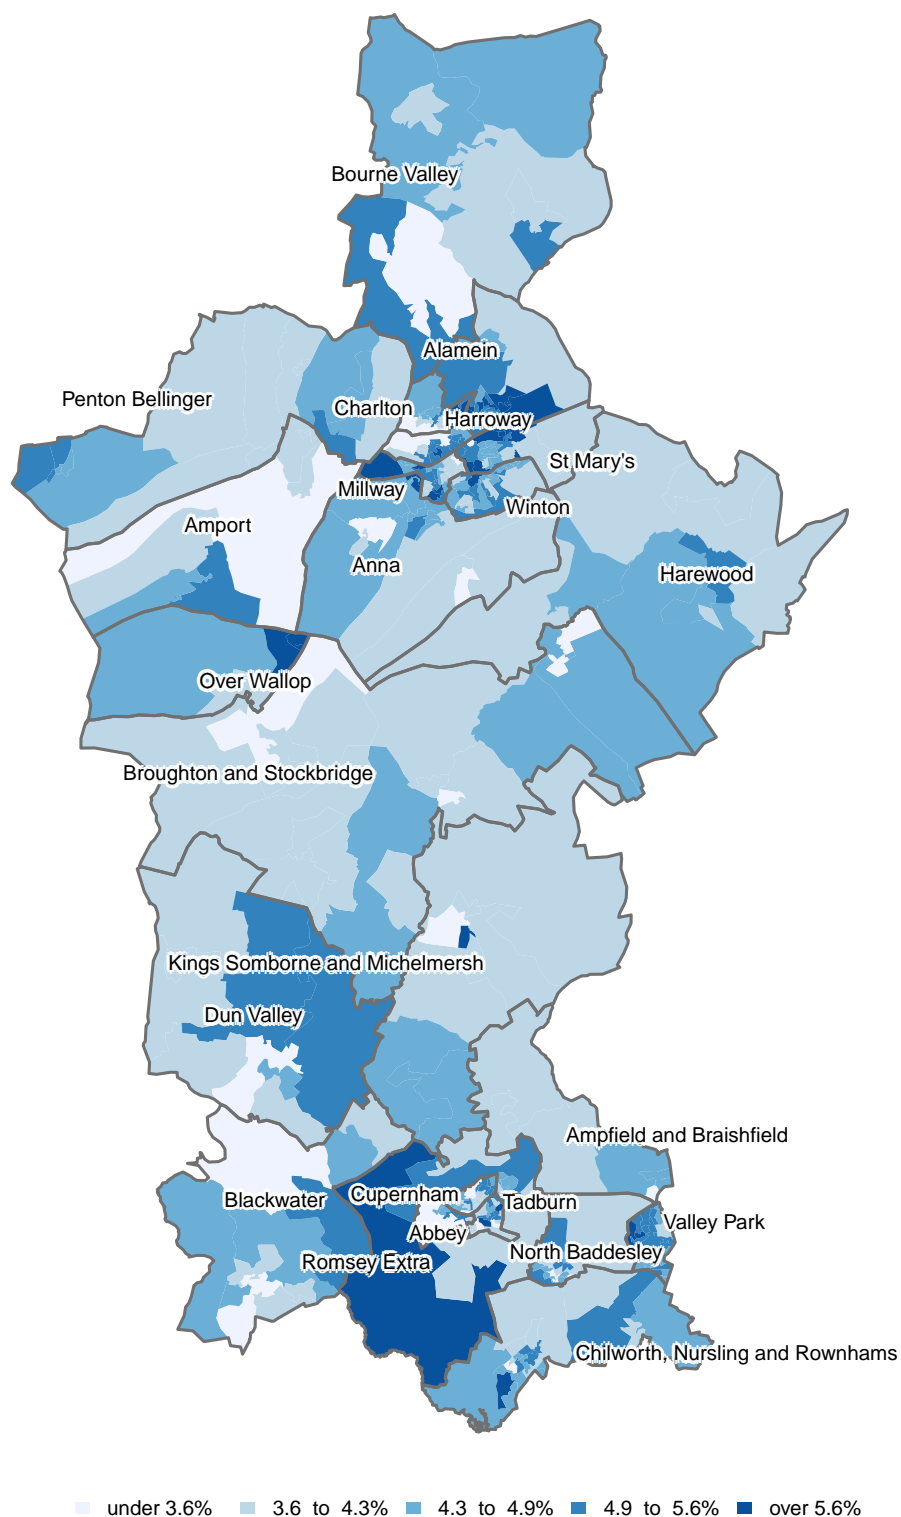 Bourne Valley
Alamein
Penton Bellinger
Charlton
Harroway
St Mary's
Millway
Winton
Amport
Anna
Harewood
Over Wallop
Broughton and Stockbridge
Kings Somborne and Michelmersh
Dun Valley
Ampfield and Braishfield
Blackwater
Cupernham
Tadburn
Valley Park
Abbey
North Baddesley
Romsey Extra
Chilworth, Nursling and Rownhams
under 3.6% 3.6 to 4.3% 4.3 to 4.9% 4.9 to 5.6% over 5.6%